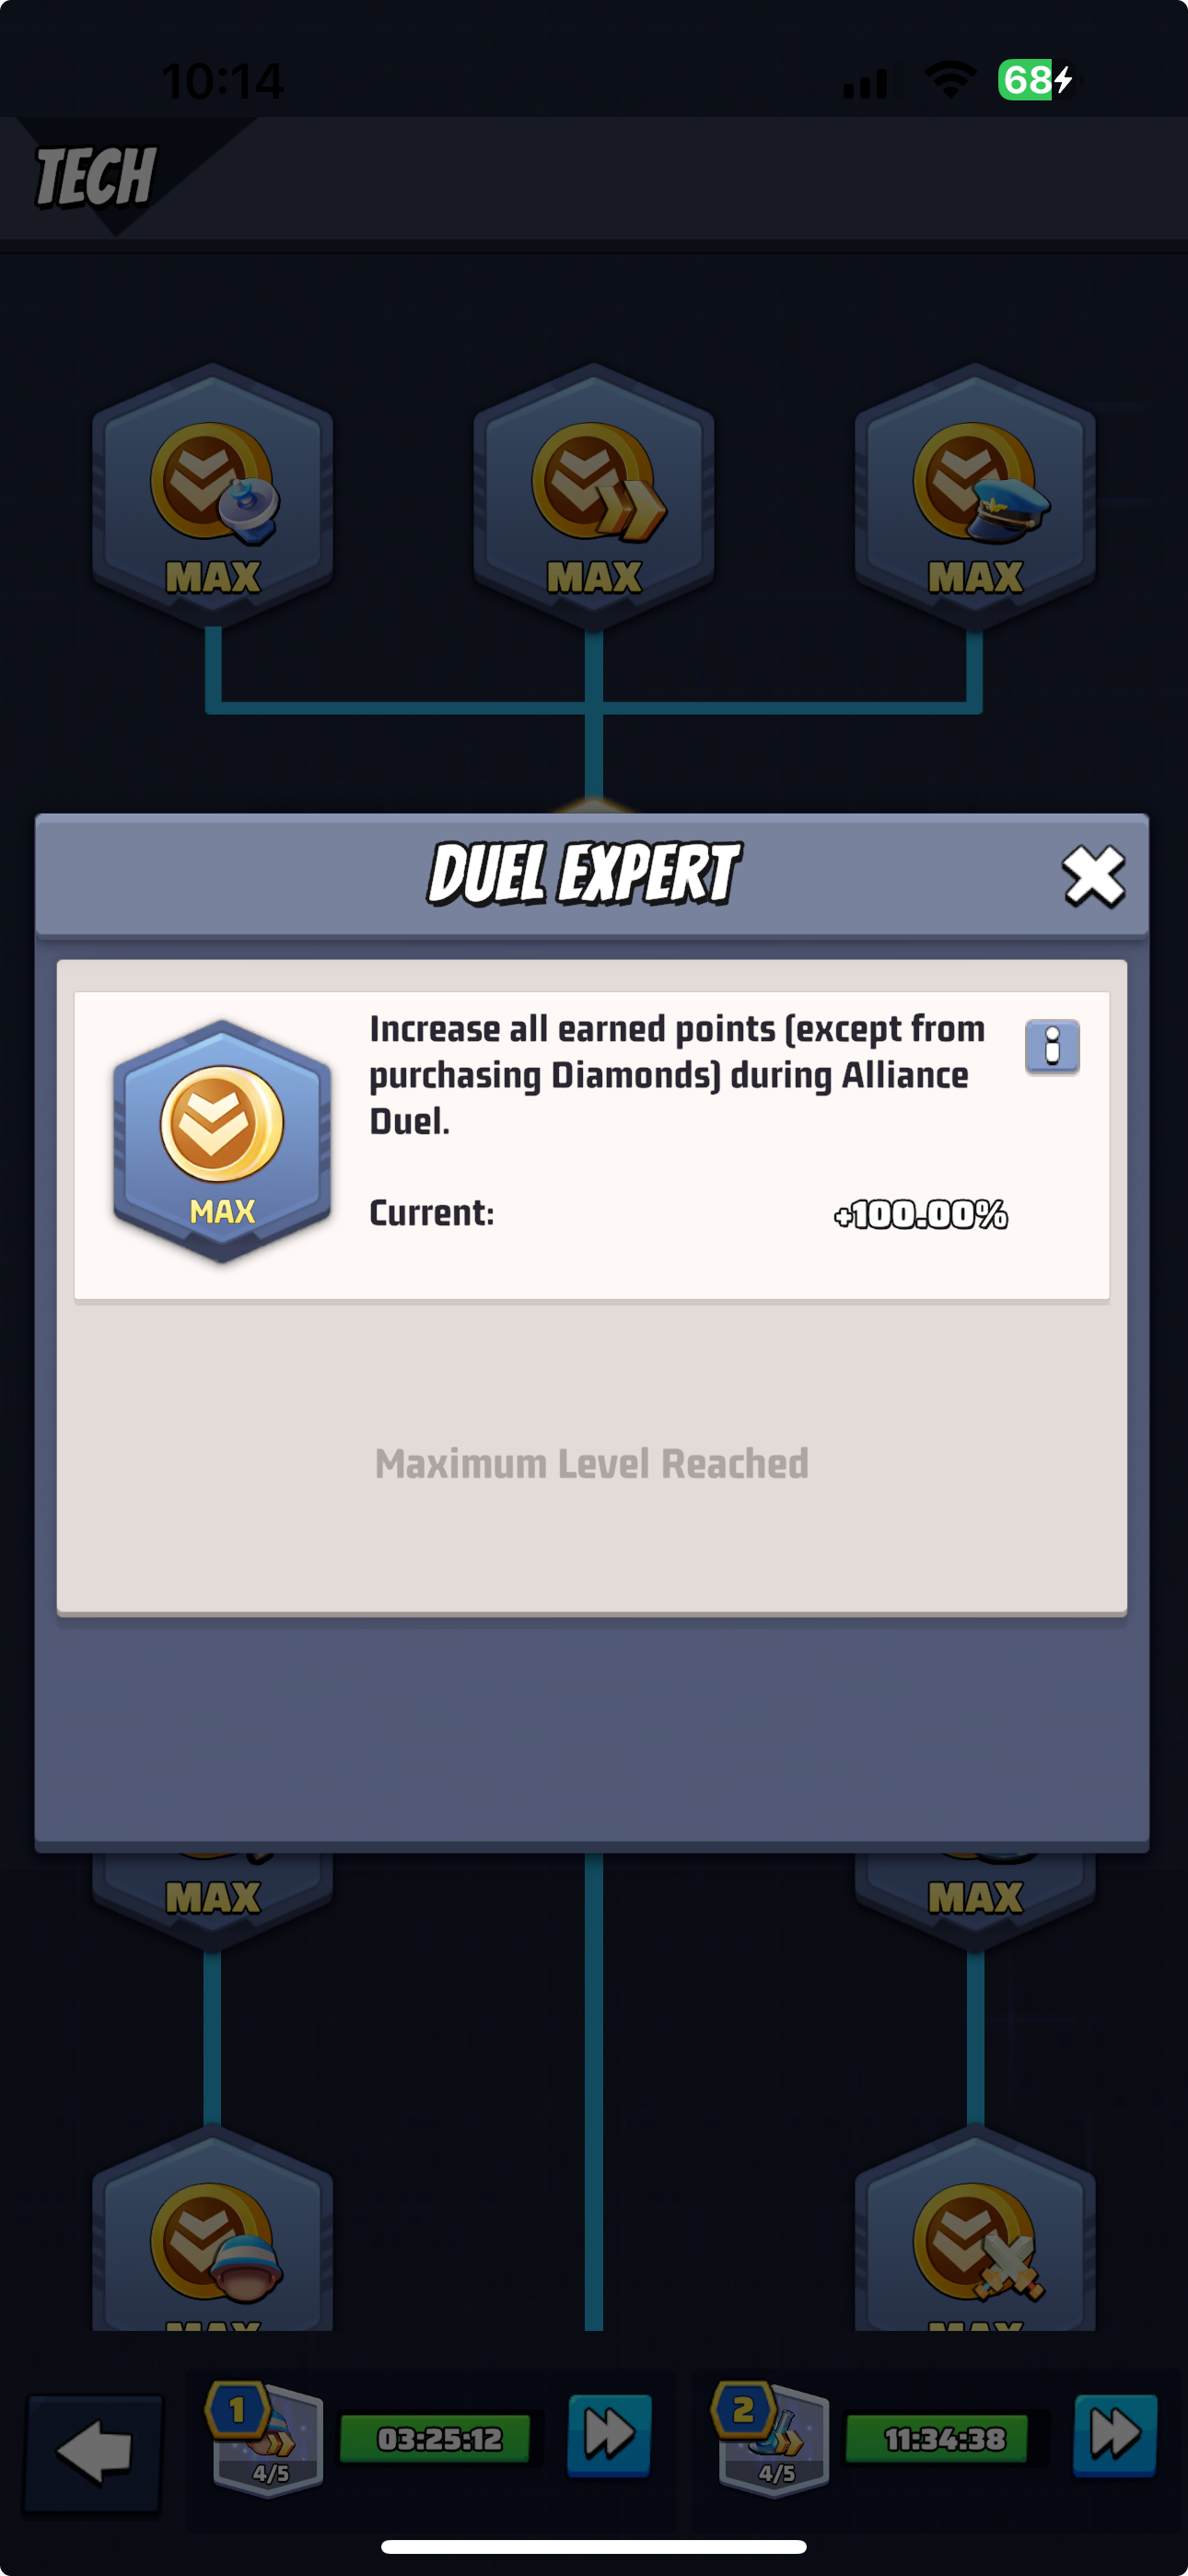 10:14
68
TECH
MAX
MAX
MAX
DUEL EXPERT
Increase all earned points (except from
purchasing Diamonds) during Alliance
Duel.
MAX
Current:
+100.00%
Maximum Level Reached
MAX
MAX
MAX
MAX
1
03:25:12
4/5
2
11:34:38
4/5